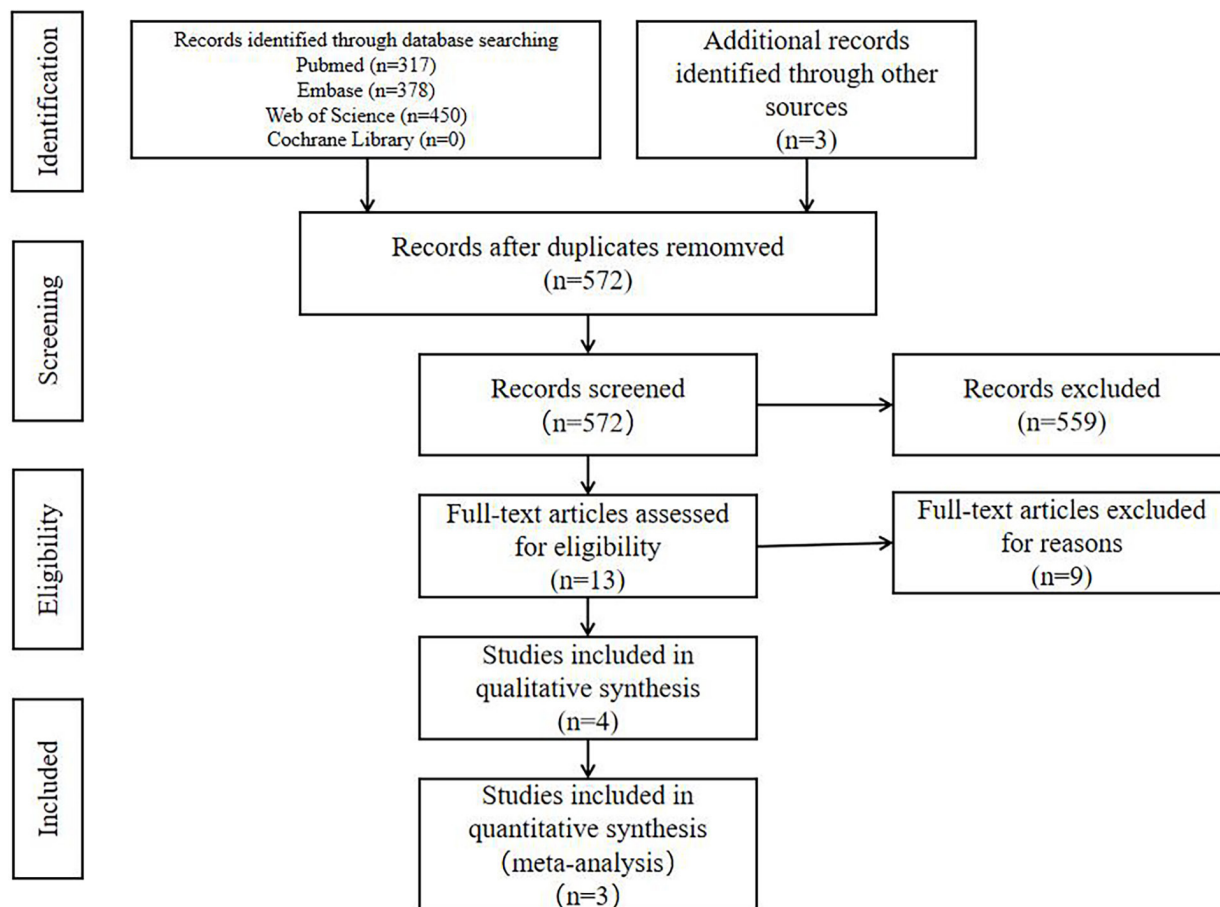 Identification
Records identified through database searching
Pubmed (n=317)
Embase (n=378)
Web of Science (n=450)
Cochrane Library (n=0)
Additional records
identified through other
sources
(n=3)
Screening
Records after duplicates remomved
(n=572)
Records screened
(n=572)
Records excluded
(n=559)
Eligibility
Full-text articles assessed
for eligibility
(n=13)
Full-text articles excluded
for reasons
(n=9)
Studies included in
qualitative synthesis
(n=4)
Included
Studies included in
quantitative synthesis
(meta-analysis)
(n=3)